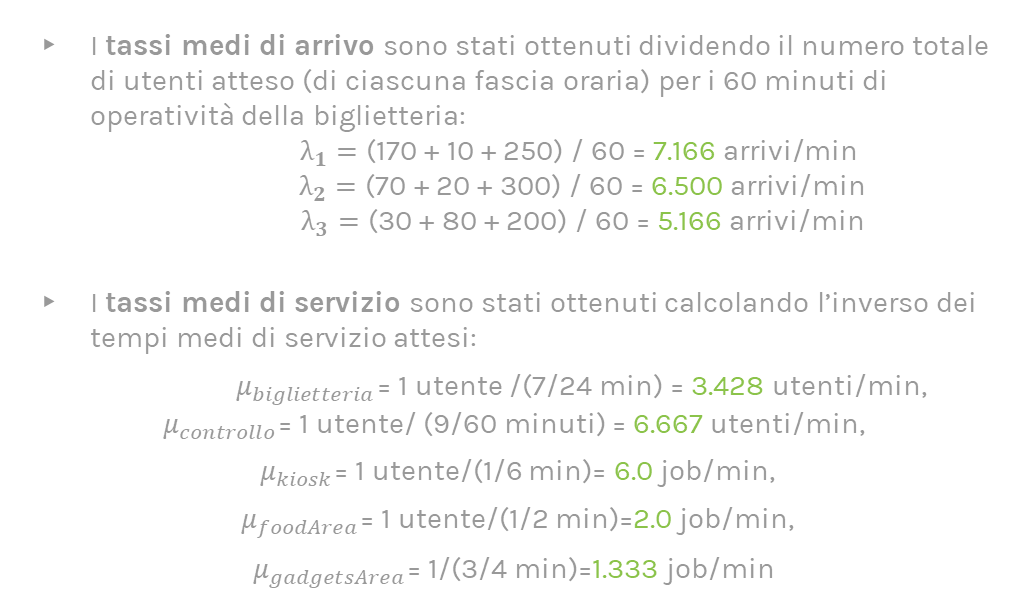 ▸ I tassi medi di arrivo sono stati ottenuti dividendo il numero totale
di utenti atteso (di ciascuna fascia oraria) per i 60 minuti di
operatività della biglietteria:
λ₁ = (170 + 10 + 250) / 60 = 7.166 arrivi/min
λ₂ = (70 + 20 + 300) / 60 = 6.500 arrivi/min
λ₃ = (30 + 80 + 200) / 60 = 5.166 arrivi/min
▸ I tassi medi di servizio sono stati ottenuti calcolando l’inverso dei
tempi medi di servizio attesi:
μ_biglietteria = 1 utente /(7/24 min) = 3.428 utenti/min,
μ_controllo = 1 utente/ (9/60 minuti) = 6.667 utenti/min,
μ_kiosk = 1 utente/(1/6 min)= 6.0 job/min,
μ_foodArea = 1 utente/(1/2 min)=2.0 job/min,
μ_gadgetsArea = 1/(3/4 min)=1.333 job/min